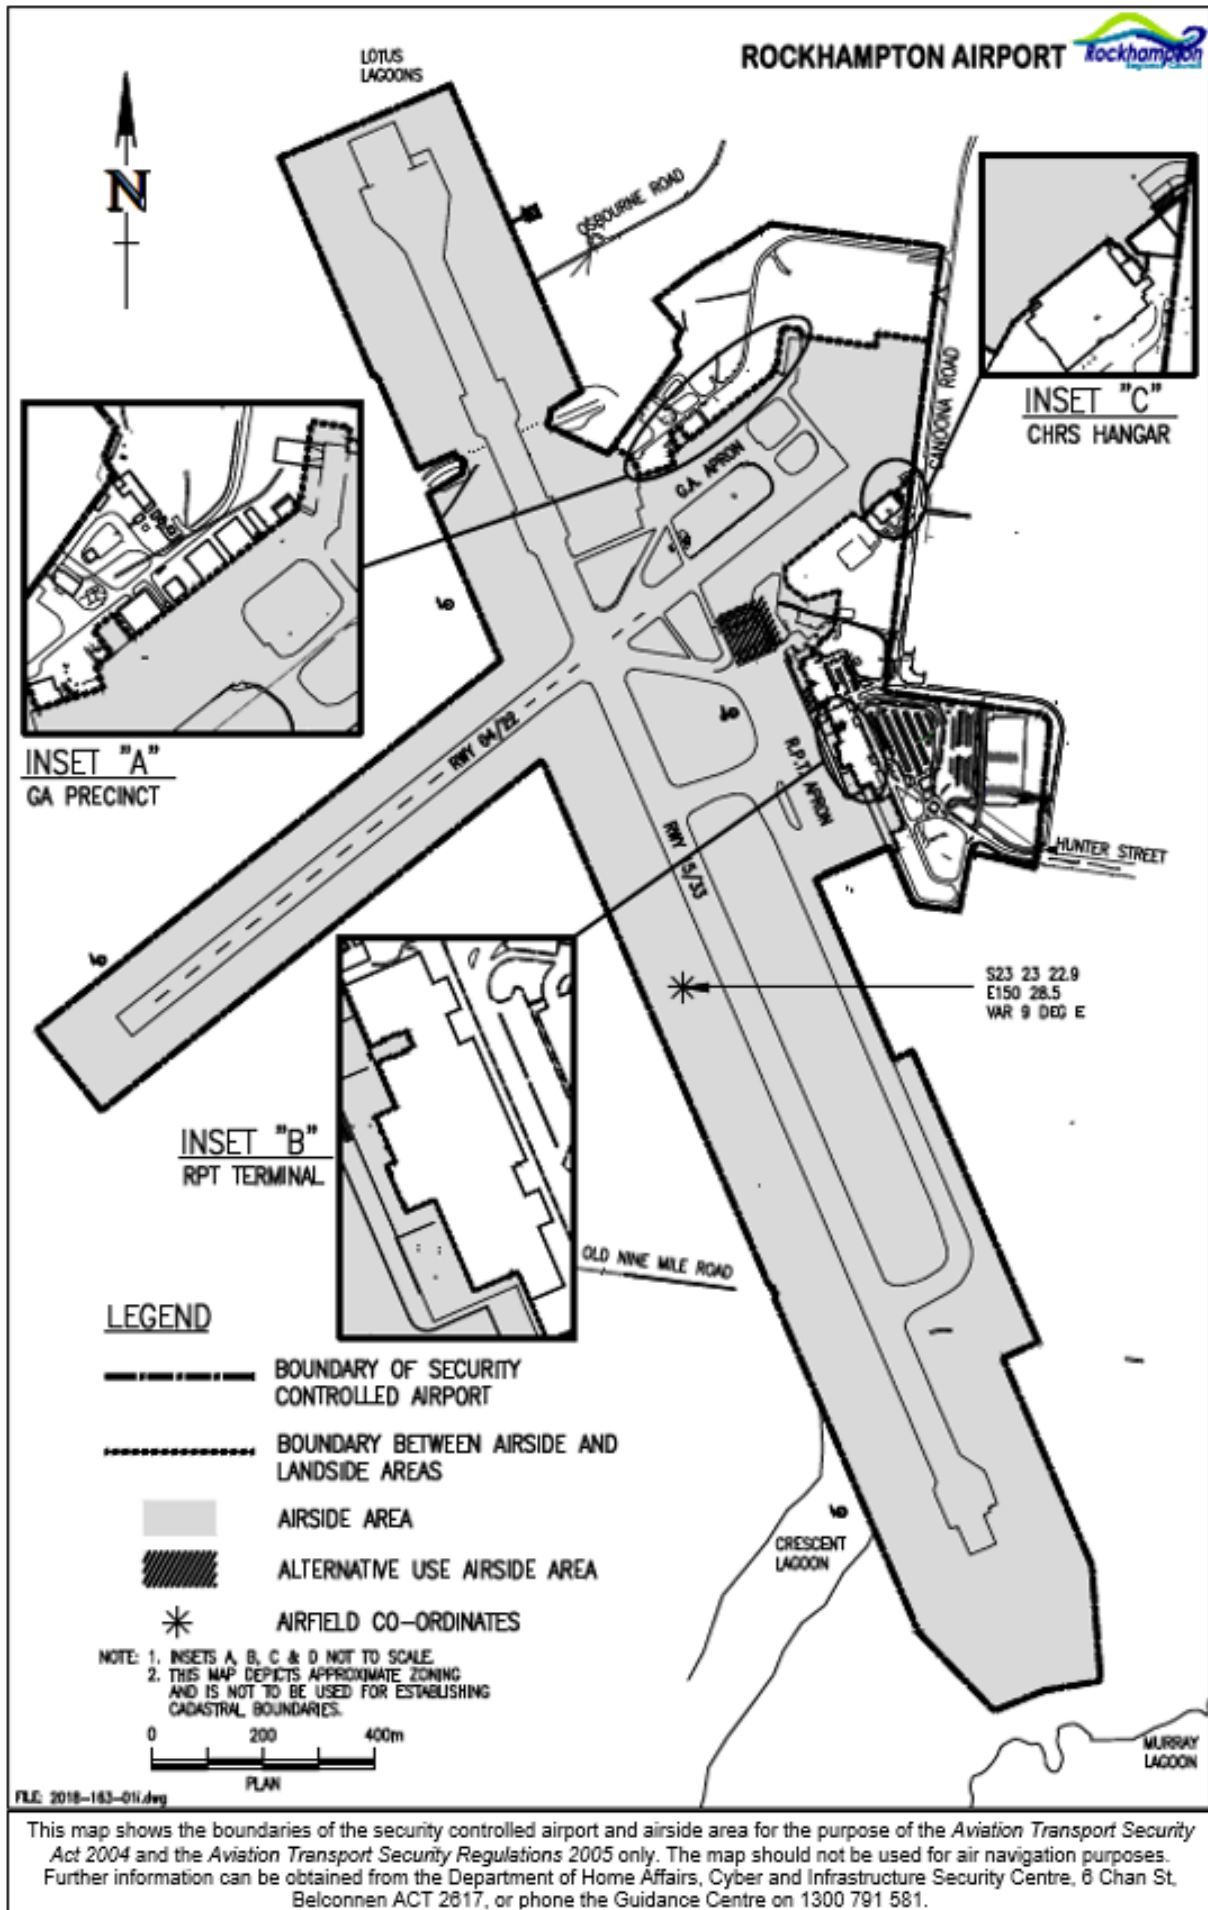 ROCKHAMPTON AIRPORT
Rockhampton
Regional Council
LOTUS
LAGOONS
N
OSBOURNE ROAD
CANOONA ROAD
INSET "C"
CHRS HANGAR
G.A. APRON
INSET "A"
GA PRECINCT
RWY 04/22
R.P.T. APRON
RWY 15/33
HUNTER STREET
S23 23 22.9
E150 28.5
VAR 9 DEG E
INSET "B"
RPT TERMINAL
OLD NINE MILE ROAD
LEGEND
BOUNDARY OF SECURITY
CONTROLLED AIRPORT
BOUNDARY BETWEEN AIRSIDE AND
LANDSIDE AREAS
AIRSIDE AREA
ALTERNATIVE USE AIRSIDE AREA
AIRFIELD CO-ORDINATES
CRESCENT
LAGOON
NOTE: 1. INSETS A, B, C & D NOT TO SCALE.
2. THIS MAP DEPICTS APPROXIMATE ZONING
AND IS NOT TO BE USED FOR ESTABLISHING
CADASTRAL BOUNDARIES.
0 200 400m
PLAN
MURRAY
LAGOON
FILE: 2018-163-01i.dwg
This map shows the boundaries of the security controlled airport and airside area for the purpose of the Aviation Transport Security
Act 2004 and the Aviation Transport Security Regulations 2005 only. The map should not be used for air navigation purposes.
Further information can be obtained from the Department of Home Affairs, Cyber and Infrastructure Security Centre, 6 Chan St,
Belconnen ACT 2617, or phone the Guidance Centre on 1300 791 581.